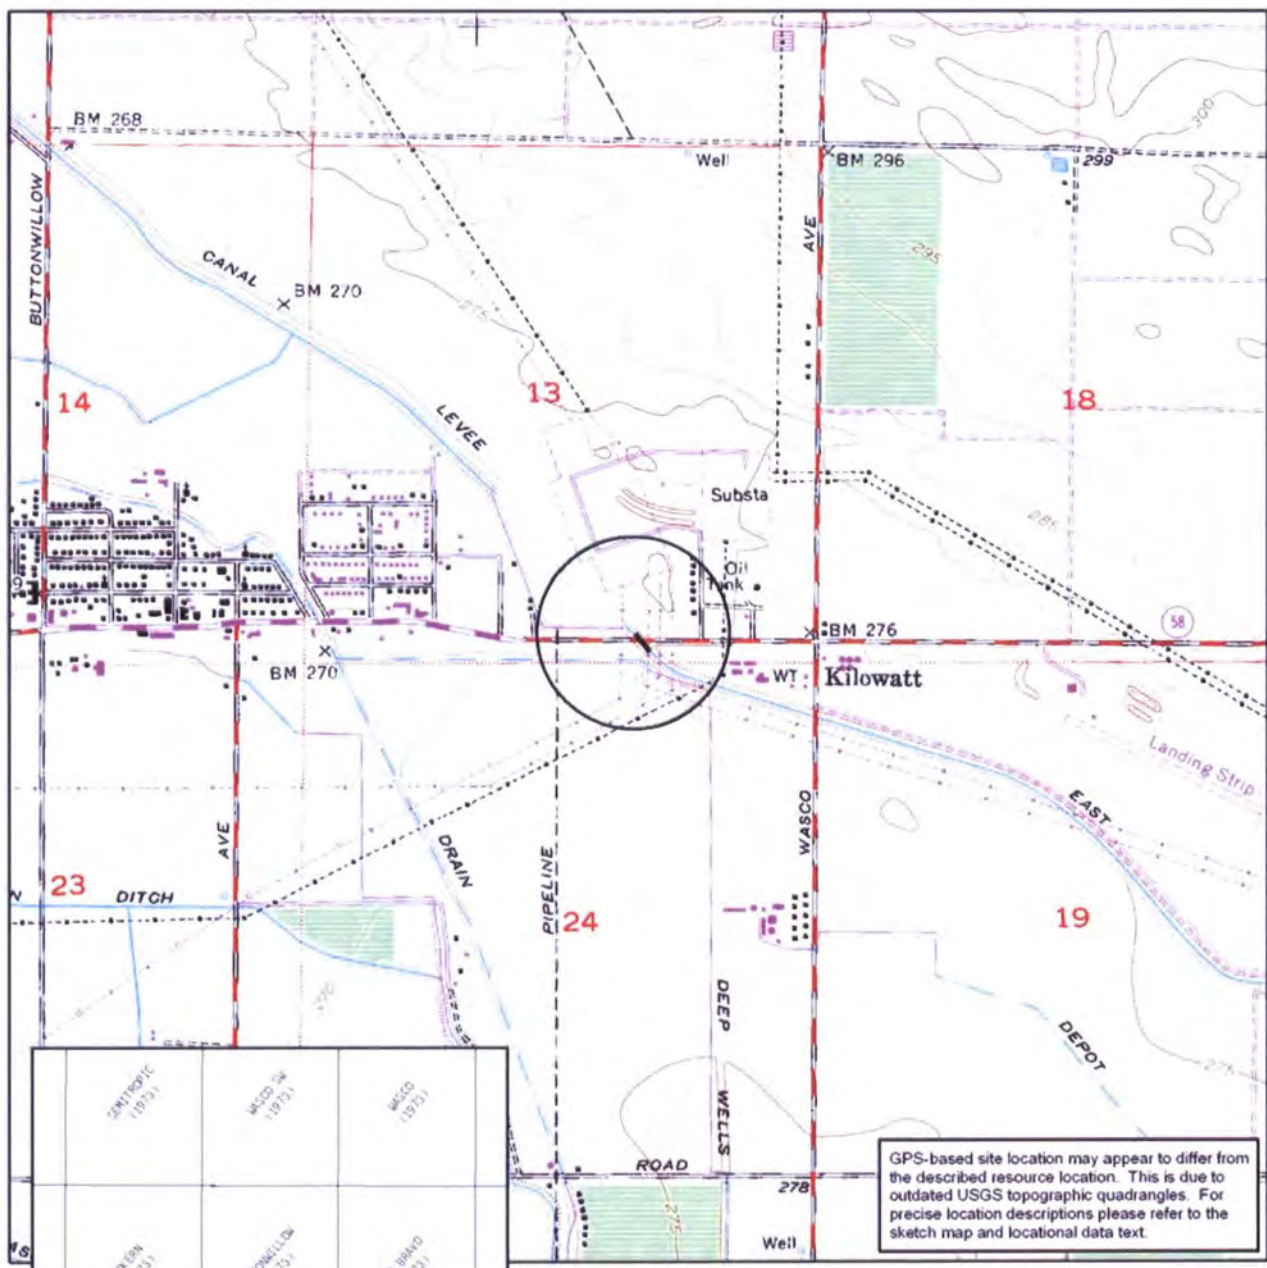 BM 268
Well
BM 296
299
300
BUTTONWILLOW
CANAL
BM 270
AVE
295
275
14
LEVEE
13
18
Substa
285
Oil
Tank
58
BM 276
BM 270
WT
Kilowatt
Landing Strip
EAST
WASCO
AVE
DRAIN
PIPELINE
23
DITCH
24
19
270
DEEP
WELLS
DEPOT
275
SEMITROPIC
(1973)
WASCO SW
(1973)
WASCO
(1973)
ROAD
278
275
Well
GPS-based site location may appear to differ from
the described resource location. This is due to
outdated USGS topographic quadrangles. For
precise location descriptions please refer to the
sketch map and locational data text.